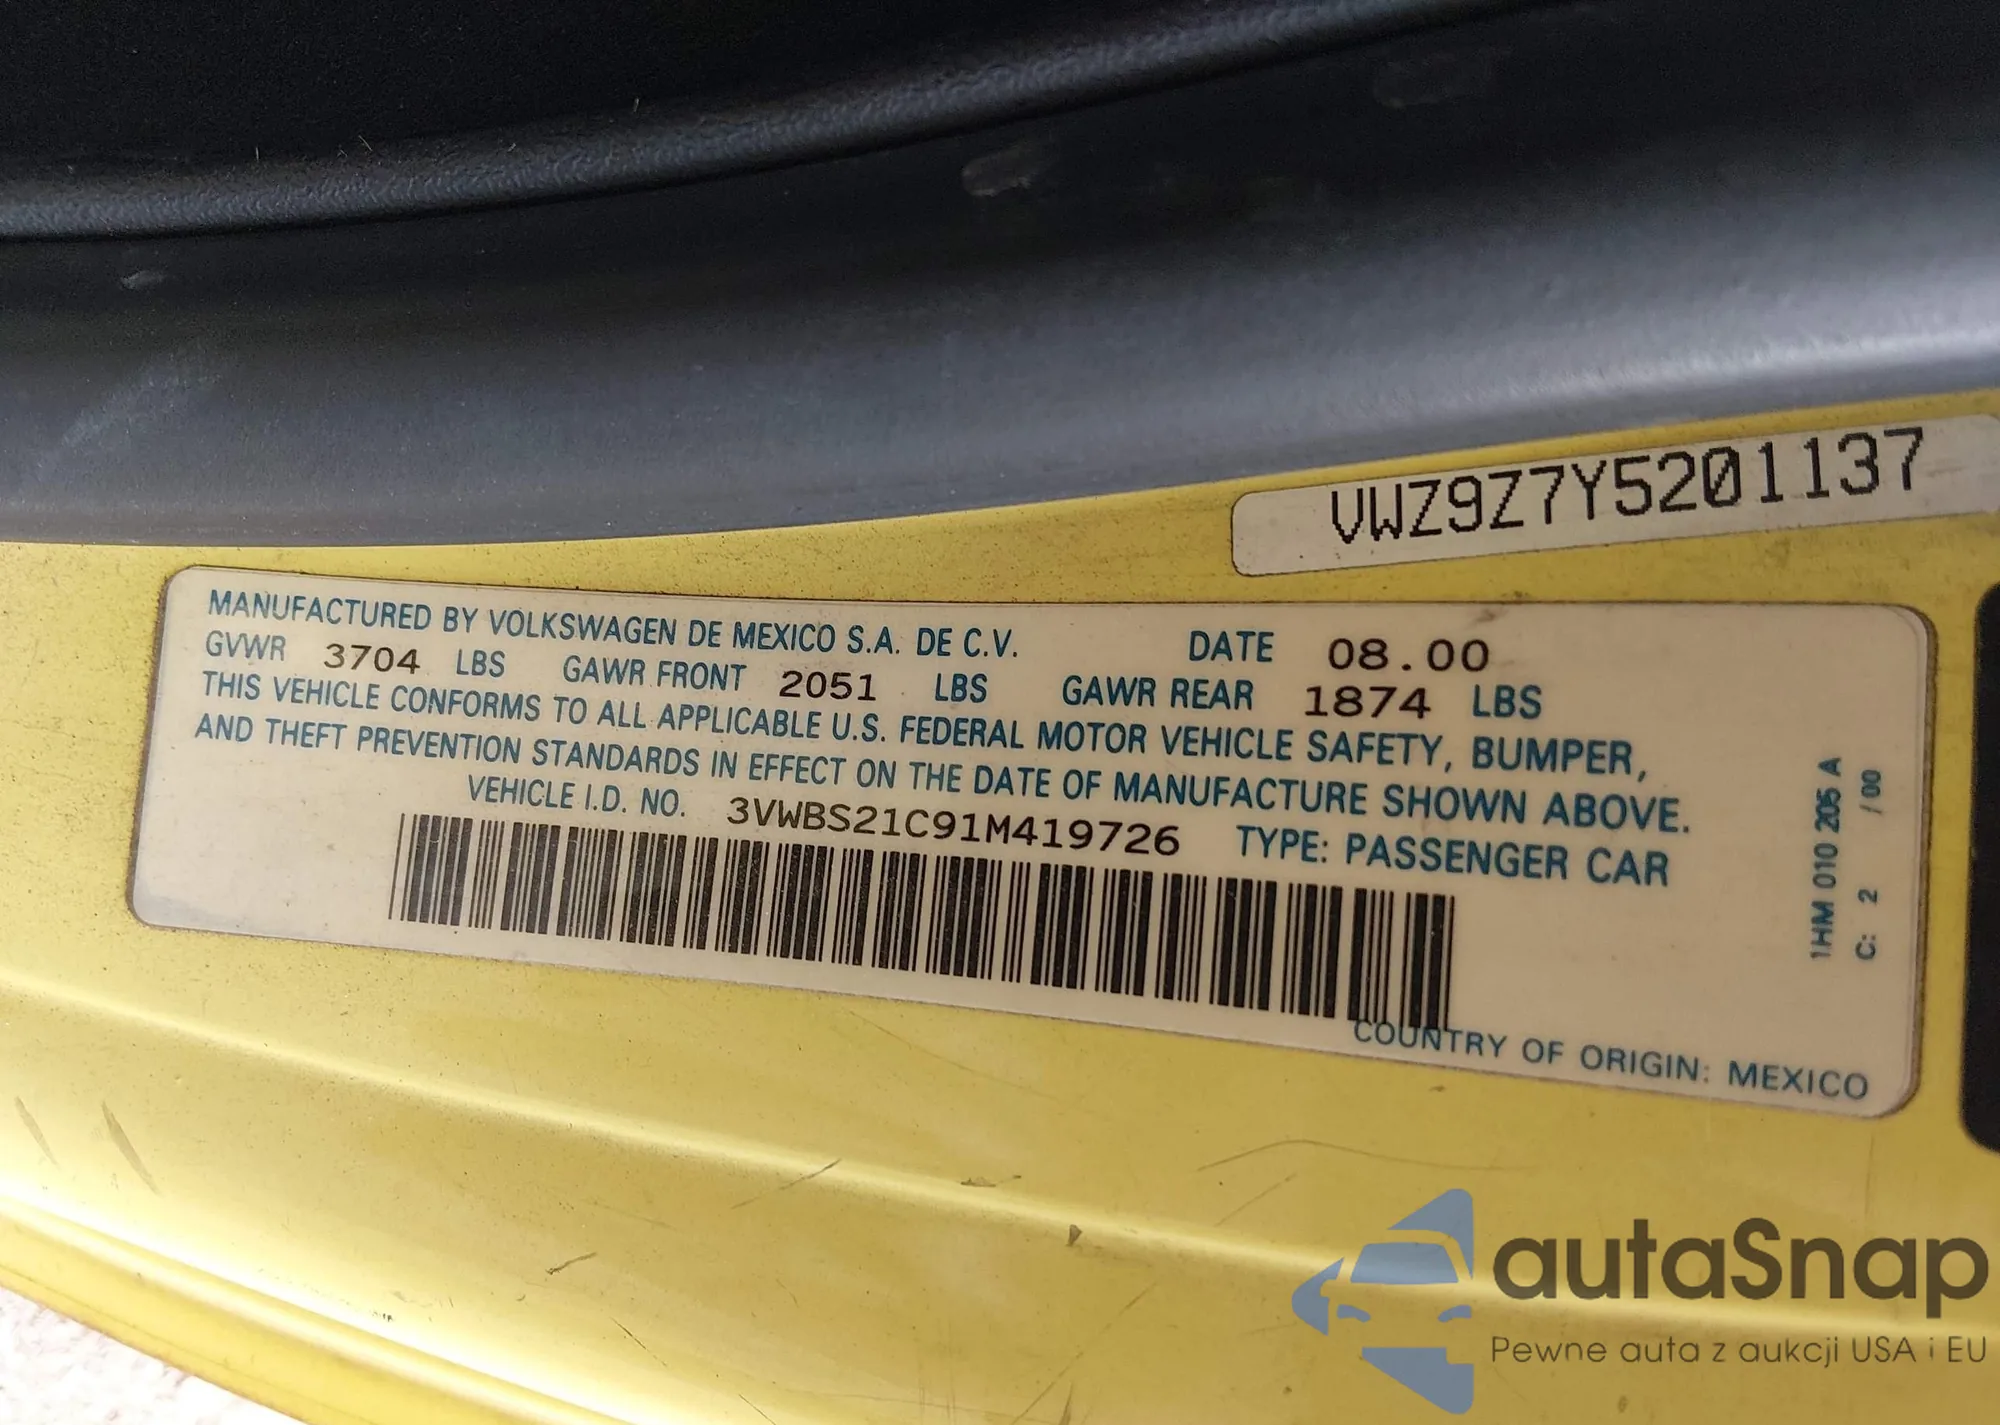 VWZ9Z7Y5201137
MANUFACTURED BY VOLKSWAGEN DE MEXICO S.A. DE C.V. DATE 08.00
GVWR 3704 LBS GAWR FRONT 2051 LBS GAWR REAR 1874 LBS
THIS VEHICLE CONFORMS TO ALL APPLICABLE U.S. FEDERAL MOTOR VEHICLE SAFETY, BUMPER,
AND THEFT PREVENTION STANDARDS IN EFFECT ON THE DATE OF MANUFACTURE SHOWN ABOVE.
VEHICLE I.D. NO. 3VWBS21C91M419726 TYPE: PASSENGER CAR
1HM 010 205 A
C: 2 /00
COUNTRY OF ORIGIN: MEXICO
autaSnap
Pewne auta z aukcji USA i EU